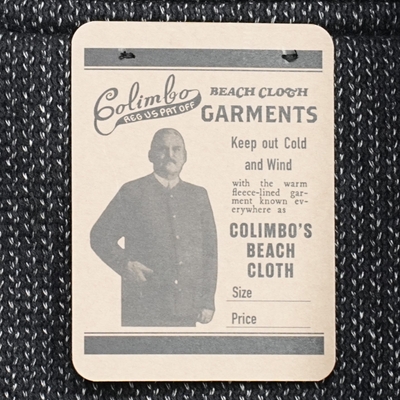 Colimbo
REG US PAT OFF
BEACH CLOTH
GARMENTS
Keep out Cold
and Wind
with the warm
fleece-lined gar-
ment known ev-
erywhere as
COLIMBO'S
BEACH
CLOTH
Size
Price